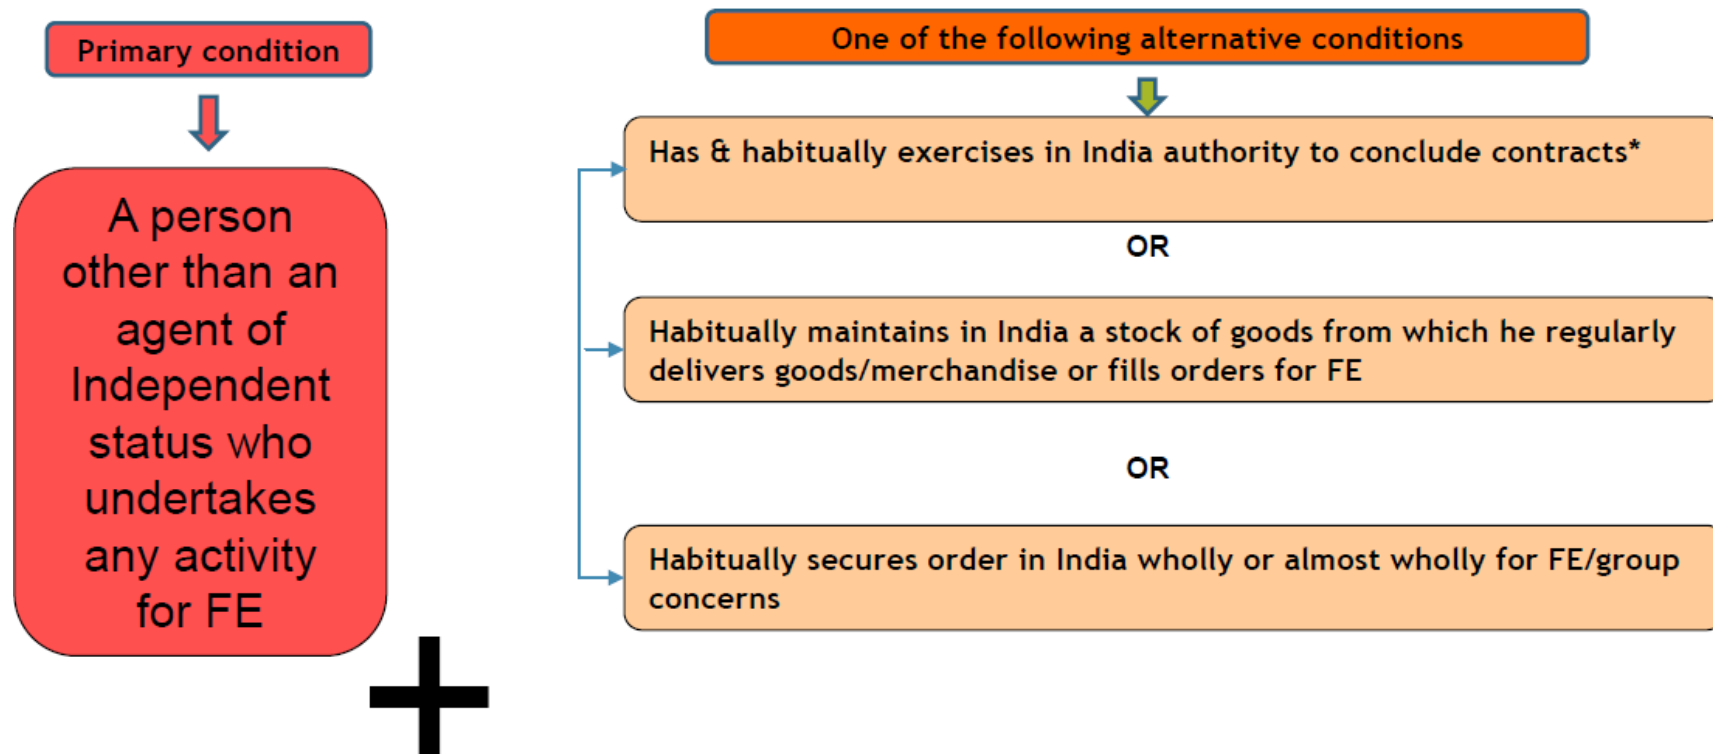 Primary condition
A person
other than an
agent of
Independent
status who
undertakes
any activity
for FE
One of the following alternative conditions
Has & habitually exercises in India authority to conclude contracts*
OR
Habitually maintains in India a stock of goods from which he regularly
delivers goods/merchandise or fills orders for FE
OR
Habitually secures order in India wholly or almost wholly for FE/group
concerns